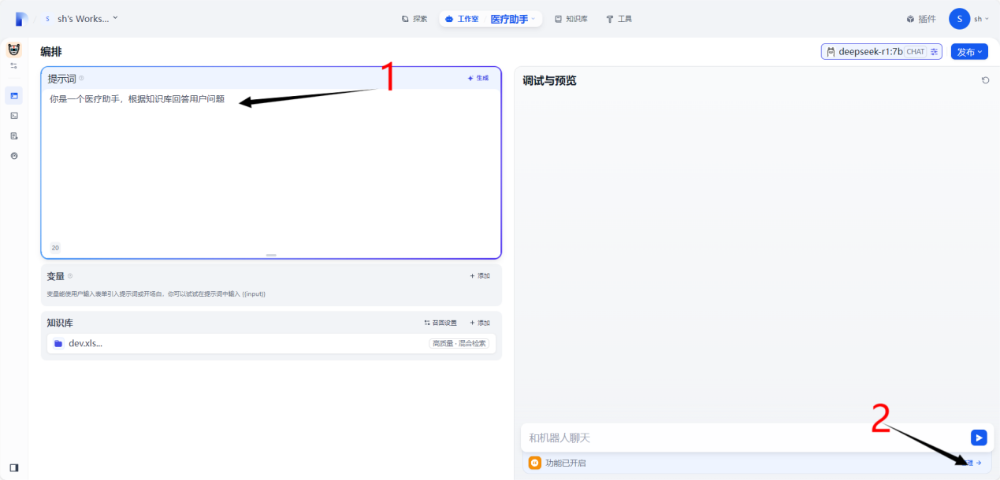 S sh's Works...
探索
工作室
医疗助手
知识库
工具
插件
S sh
编排
deepseek-r1:7b CHAT
发布
提示词
生成
1
你是一个医疗助手，根据知识库回答用户问题
20
变量
+ 添加
变量能使用户输入表单引入提示词或开场白，你可以试试在提示词中输入 {{input}}
知识库
召回设置
+ 添加
dev.xls...
高质量 · 混合检索
调试与预览
2
和机器人聊天
功能已开启
理 →